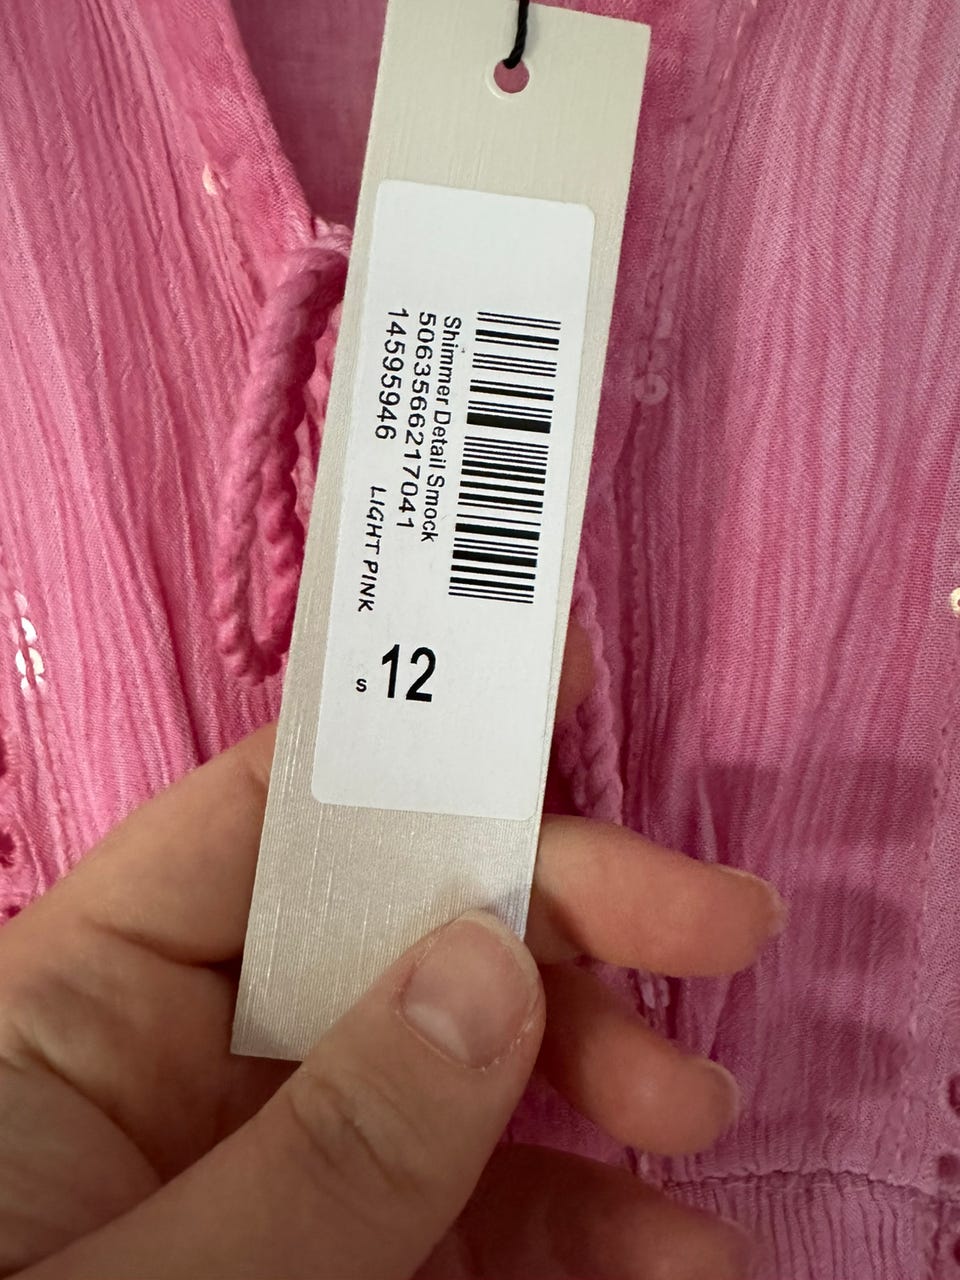 Shimmer Detail Smock
5063566217041
14595946 LIGHT PINK
S 12